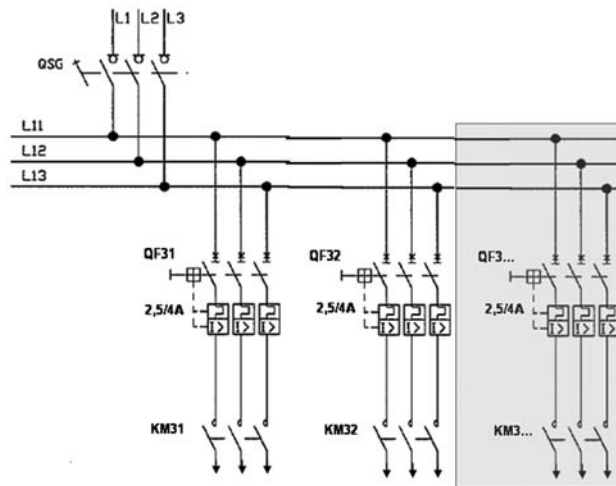 L1 L2 L3
QSG
L11
L12
L13
QF31 QF32 QF3...
2,5/4A 2,5/4A 2,5/4A
I> I> I> I> I> I> I> I> I>
KM31 KM32 KM3...